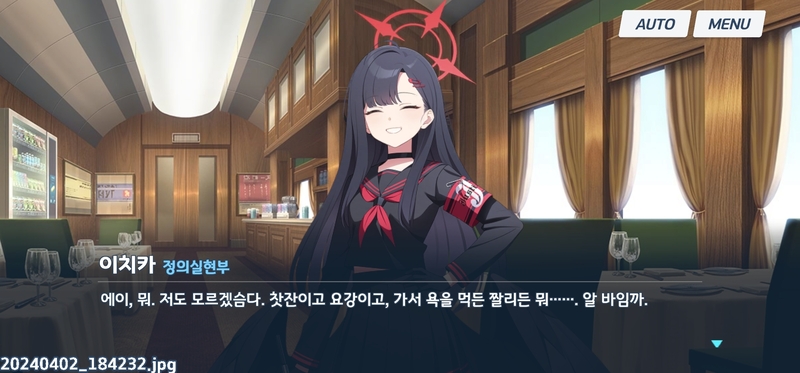 AUTO
MENU
이치카 정의실현부
에이, 뭐. 저도 모르겠슴다. 찻잔이고 요강이고, 가서 욕을 먹든 짤리든 뭐……. 알 바임까.
20240402_184232.jpg